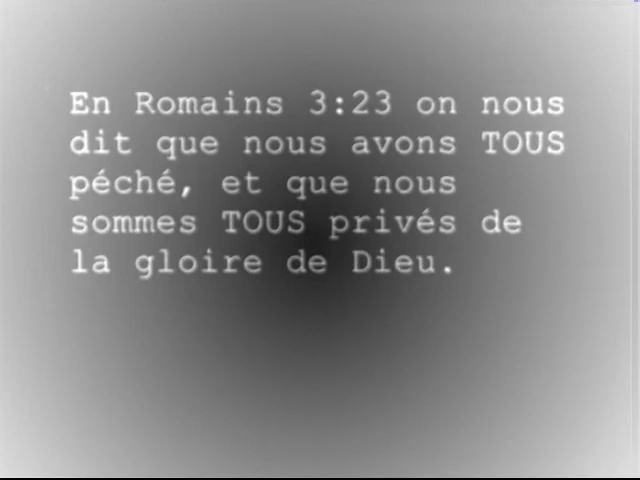 En Romains 3:23 on nous
dit que nous avons TOUS
péché, et que nous
sommes TOUS privés de
la gloire de Dieu.